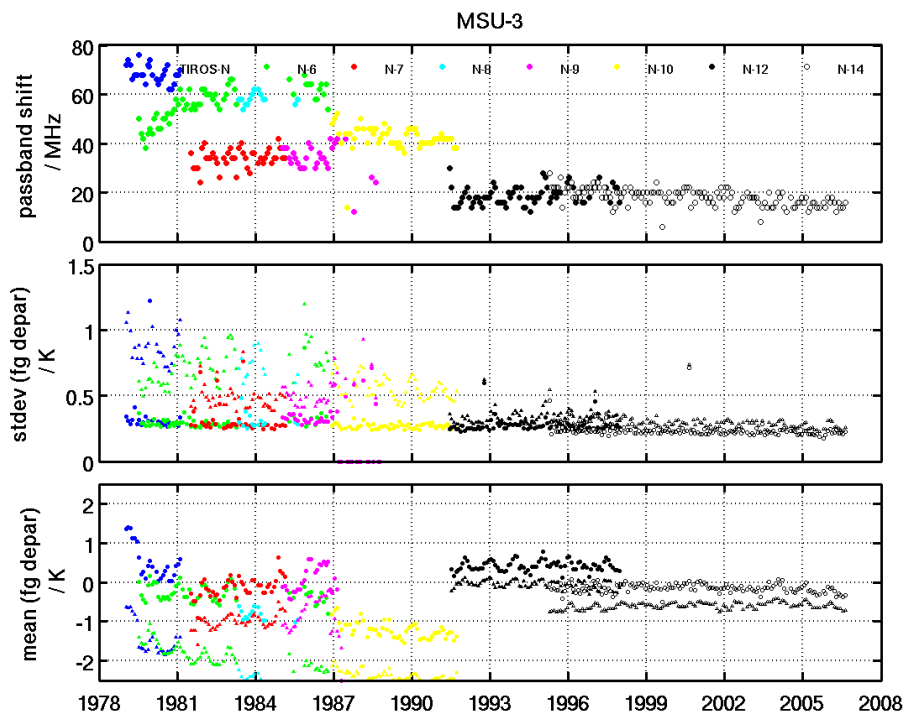 MSU-3
80
60
40
20
0
passband shift
/ MHz
TIROS-N N-6 N-7 N-8 N-9 N-10 N-12 N-14
1.5
1
0.5
0
stdev (fg depar)
/ K
2
1
0
-1
-2
mean (fg depar)
/ K
1978 1981 1984 1987 1990 1993 1996 1999 2002 2005 2008